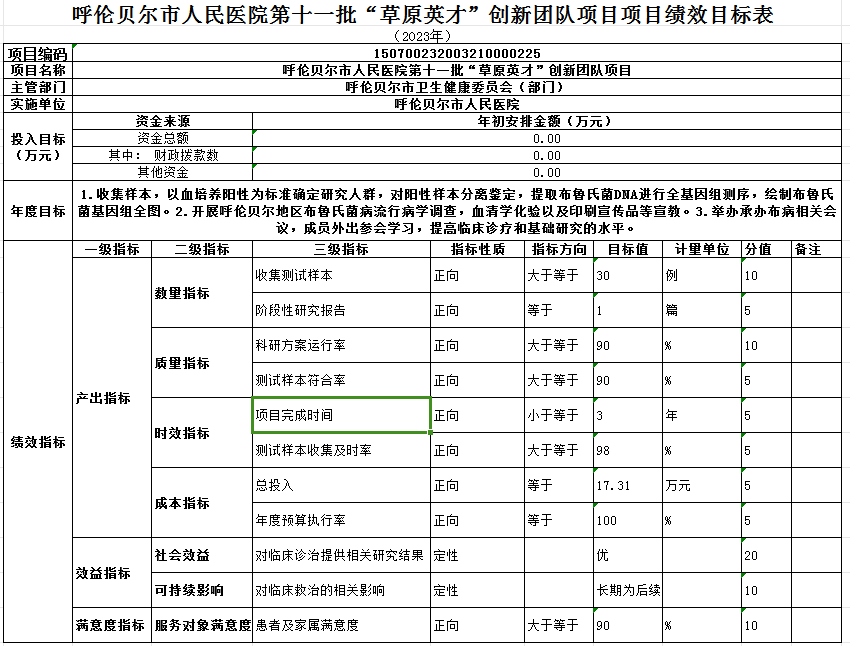 呼伦贝尔市人民医院第十一批“草原英才”创新团队项目项目绩效目标表
(2023年)
项目编码 150700232003210000225
项目名称 呼伦贝尔市人民医院第十一批“草原英才”创新团队项目
主管部门 呼伦贝尔市卫生健康委员会（部门）
实施单位 呼伦贝尔市人民医院
投入目标（万元） 资金来源 年初安排金额（万元）
资金总额 0.00
其中: 财政拨款数 0.00
其他资金 0.00
年度目标
1.收集样本，以血培养阳性为标准确定研究人群，对阳性样本分离鉴定，提取布鲁氏菌DNA进行全基因组测序，绘制布鲁氏
菌基因组全图。2.开展呼伦贝尔地区布鲁氏菌病流行病学调查，血清学化验以及印刷宣传品等宣教。3.举办承办布病相关会
议，成员外出参会学习，提高临床诊疗和基础研究的水平。
绩效指标 一级指标 二级指标 三级指标 指标性质 指标方向 目标值 计量单位 分值 备注
产出指标 数量指标 收集测试样本 正向 大于等于 30 例 10
阶段性研究报告 正向 等于 1 篇 5
质量指标 科研方案运行率 正向 大于等于 90 % 10
测试样本符合率 正向 大于等于 90 % 5
时效指标 项目完成时间 正向 小于等于 3 年 5
测试样本收集及时率 正向 大于等于 98 % 5
成本指标 总投入 正向 等于 17.31 万元 5
年度预算执行率 正向 等于 100 % 5
效益指标 社会效益 对临床诊治提供相关研究结果 定性 优 20
可持续影响 对临床救治的相关影响 定性 长期为后续 10
满意度指标 服务对象满意度 患者及家属满意度 正向 大于等于 90 % 10